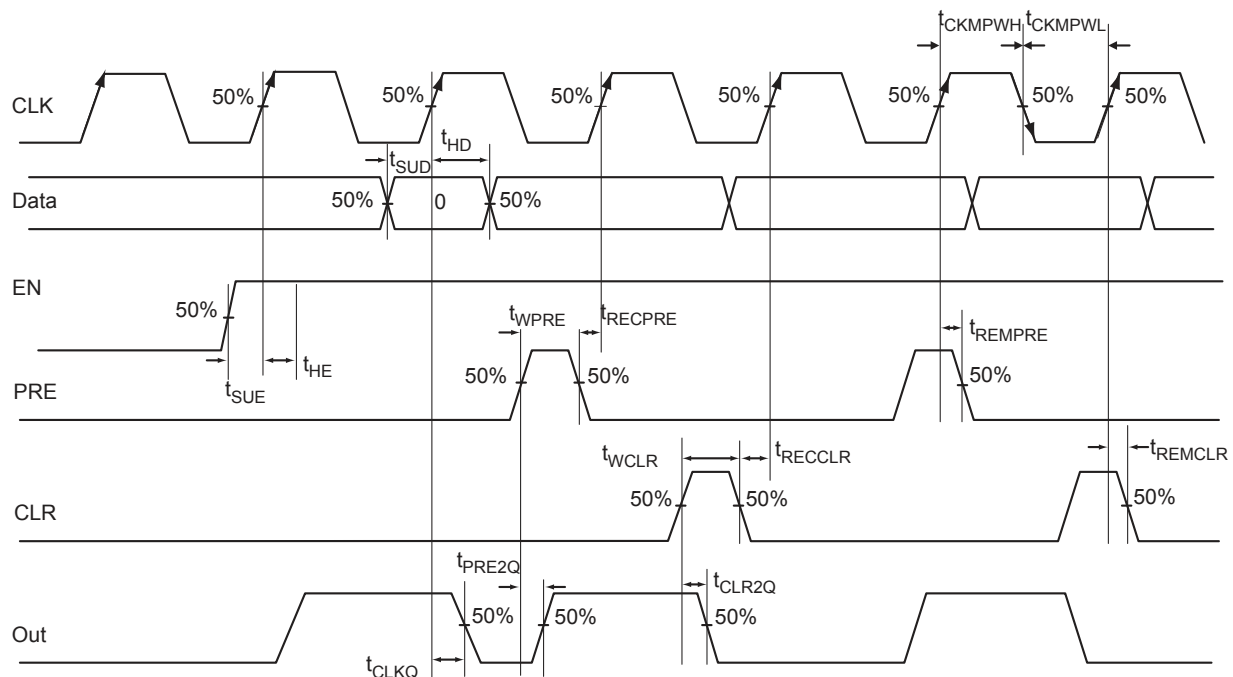 tCKMPWH tCKMPWL
CLK 50% 50% 50% 50% 50% 50% 50%
tSUD tHD
Data 50% 0 50%
EN
50% tWPRE tRECPRE tREMPRE
tSUE tHE
PRE 50% 50% 50%
tWCLR tRECCLR tREMCLR
CLR 50% 50% 50%
tPRE2Q tCLR2Q
Out 50% 50% 50%
tCLKQ